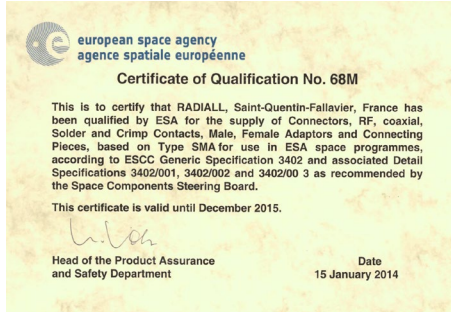 european space agency
agence spatiale européenne
Certificate of Qualification No. 68M
This is to certify that RADIALL, Saint-Quentin-Fallavier, France has
been qualified by ESA for the supply of Connectors, RF, coaxial,
Solder and Crimp Contacts, Male, Female Adaptors and Connecting
Pieces, based on Type SMA for use in ESA space programmes,
according to ESCC Generic Specification 3402 and associated Detail
Specifications 3402/001, 3402/002 and 3402/00 3 as recommended by
the Space Components Steering Board.
This certificate is valid until December 2015.
Head of the Product Assurance
and Safety Department
Date
15 January 2014